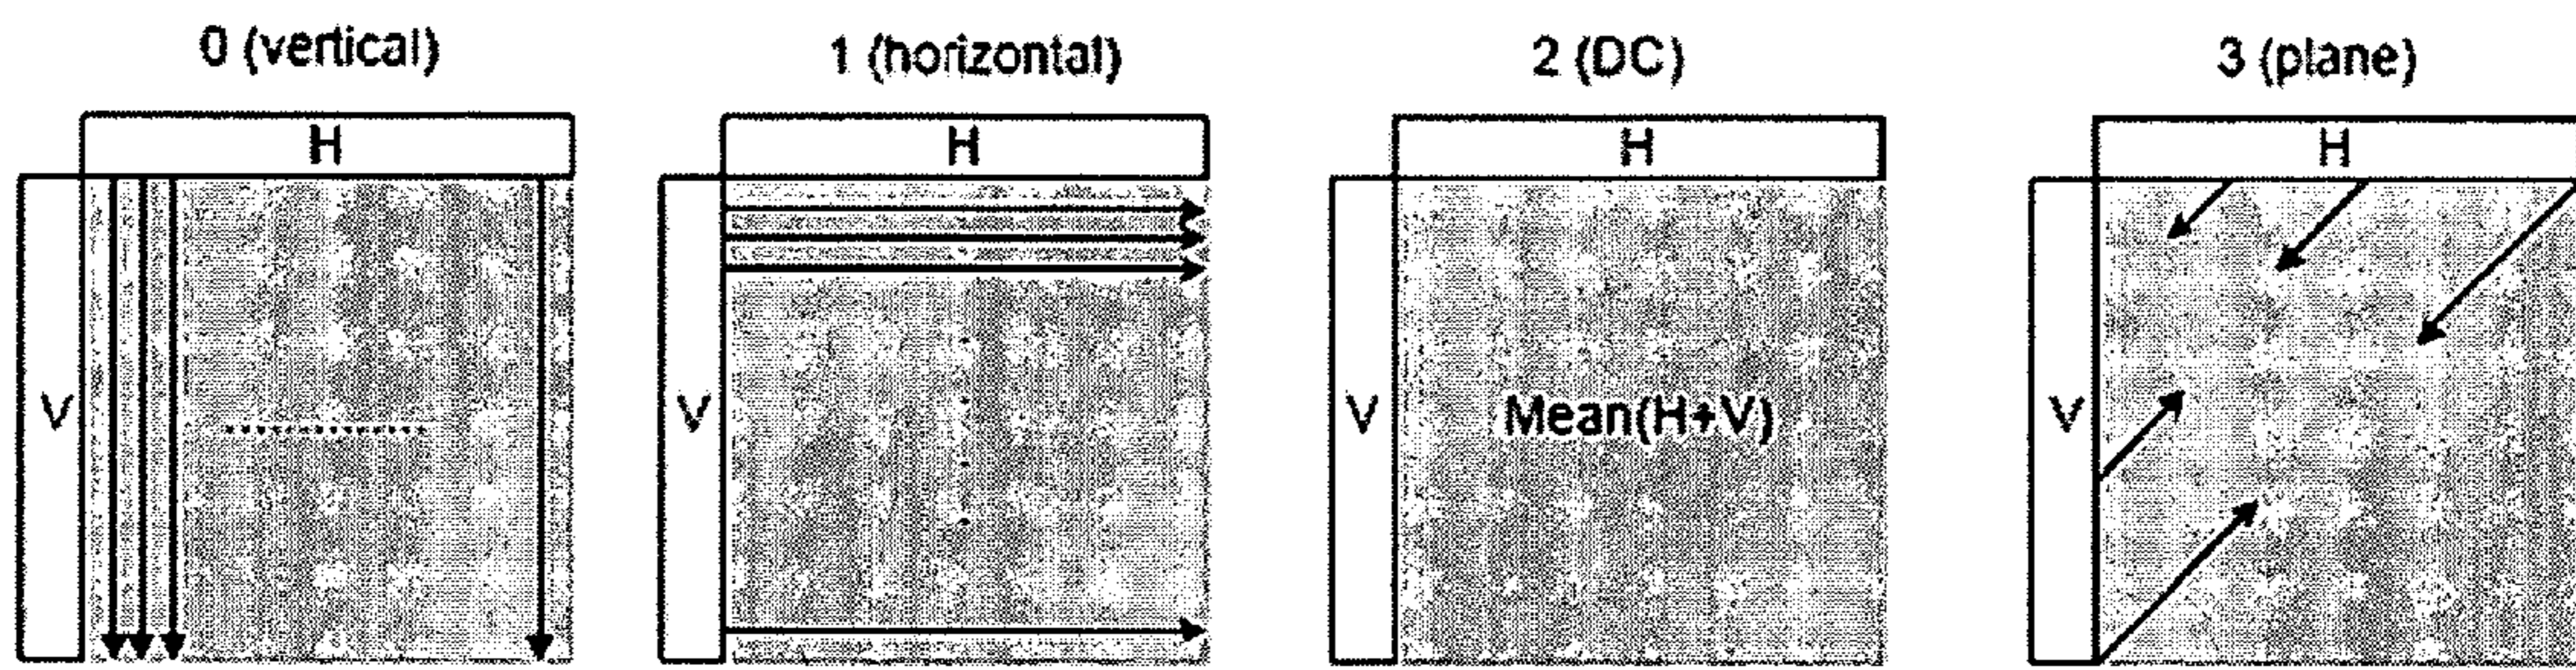 0 (vertical)
1 (horizontal)
2 (DC)
3 (plane)
H
H
H
H
V
V
V
Mean(H+V)
V